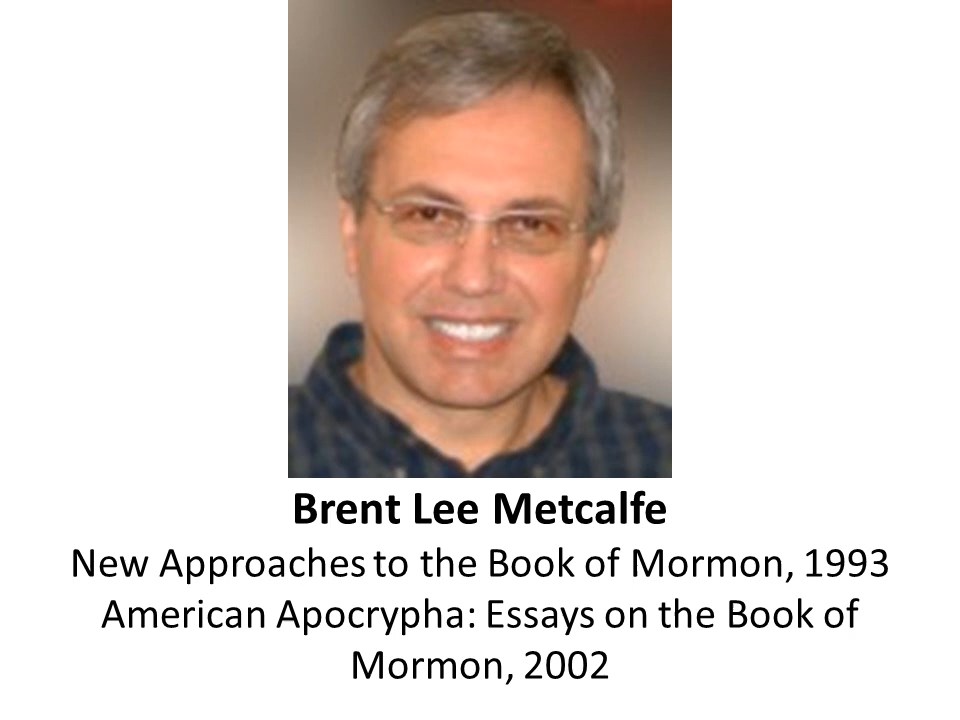 Brent Lee Metcalfe
New Approaches to the Book of Mormon, 1993
American Apocrypha: Essays on the Book of
Mormon, 2002